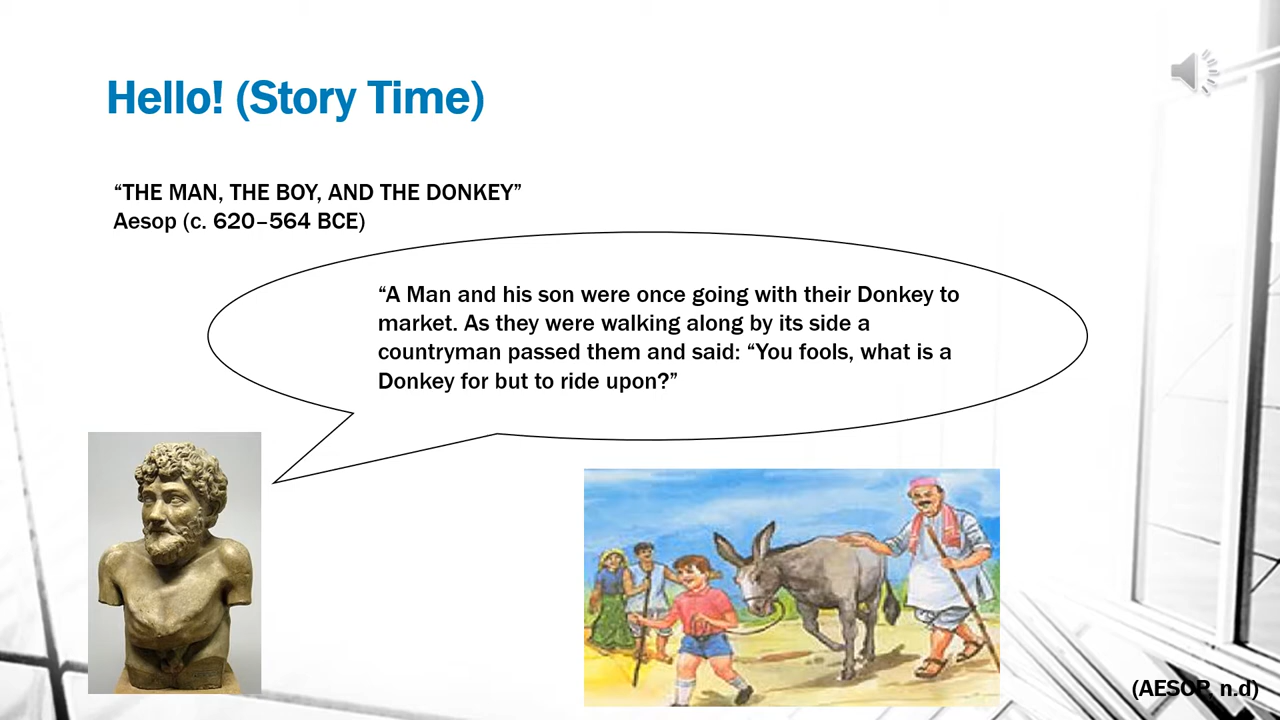 Hello! (Story Time)
“THE MAN, THE BOY, AND THE DONKEY”
Aesop (c. 620–564 BCE)
“A Man and his son were once going with their Donkey to
market. As they were walking along by its side a
countryman passed them and said: “You fools, what is a
Donkey for but to ride upon?”
(AESOP, n.d)